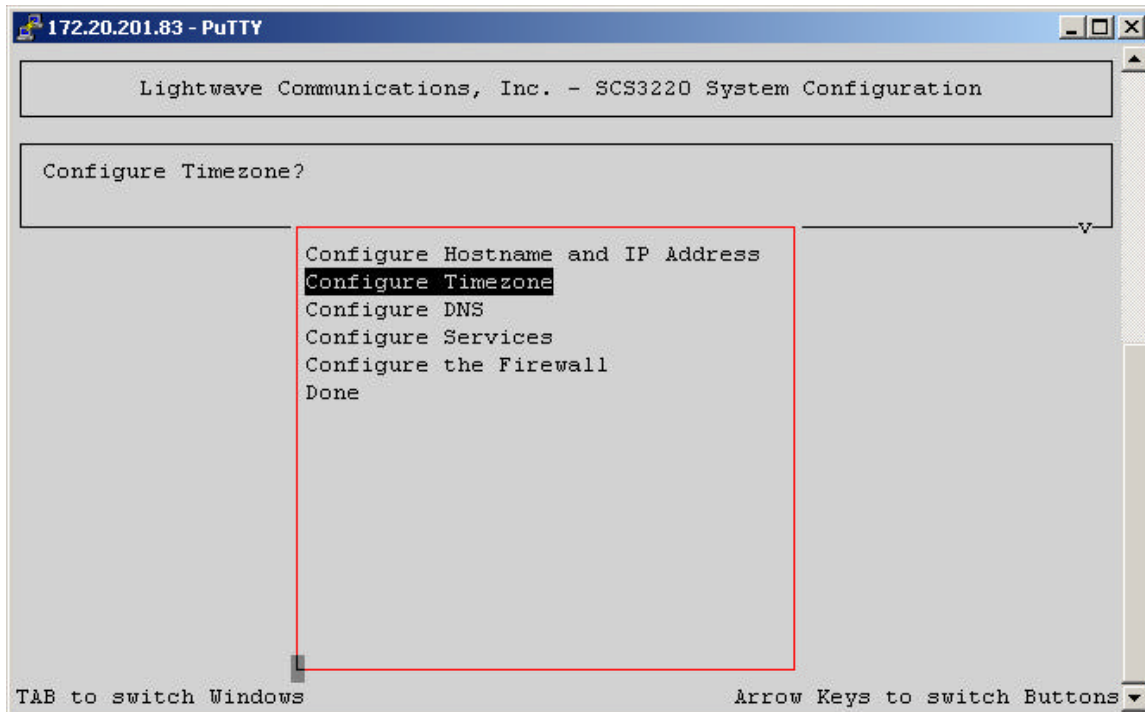 172.20.201.83 - PuTTY
Lightwave Communications, Inc. - SCS3220 System Configuration
Configure Timezone?
v
Configure Hostname and IP Address
Configure Timezone
Configure DNS
Configure Services
Configure the Firewall
Done
TAB to switch Windows
Arrow Keys to switch Buttons